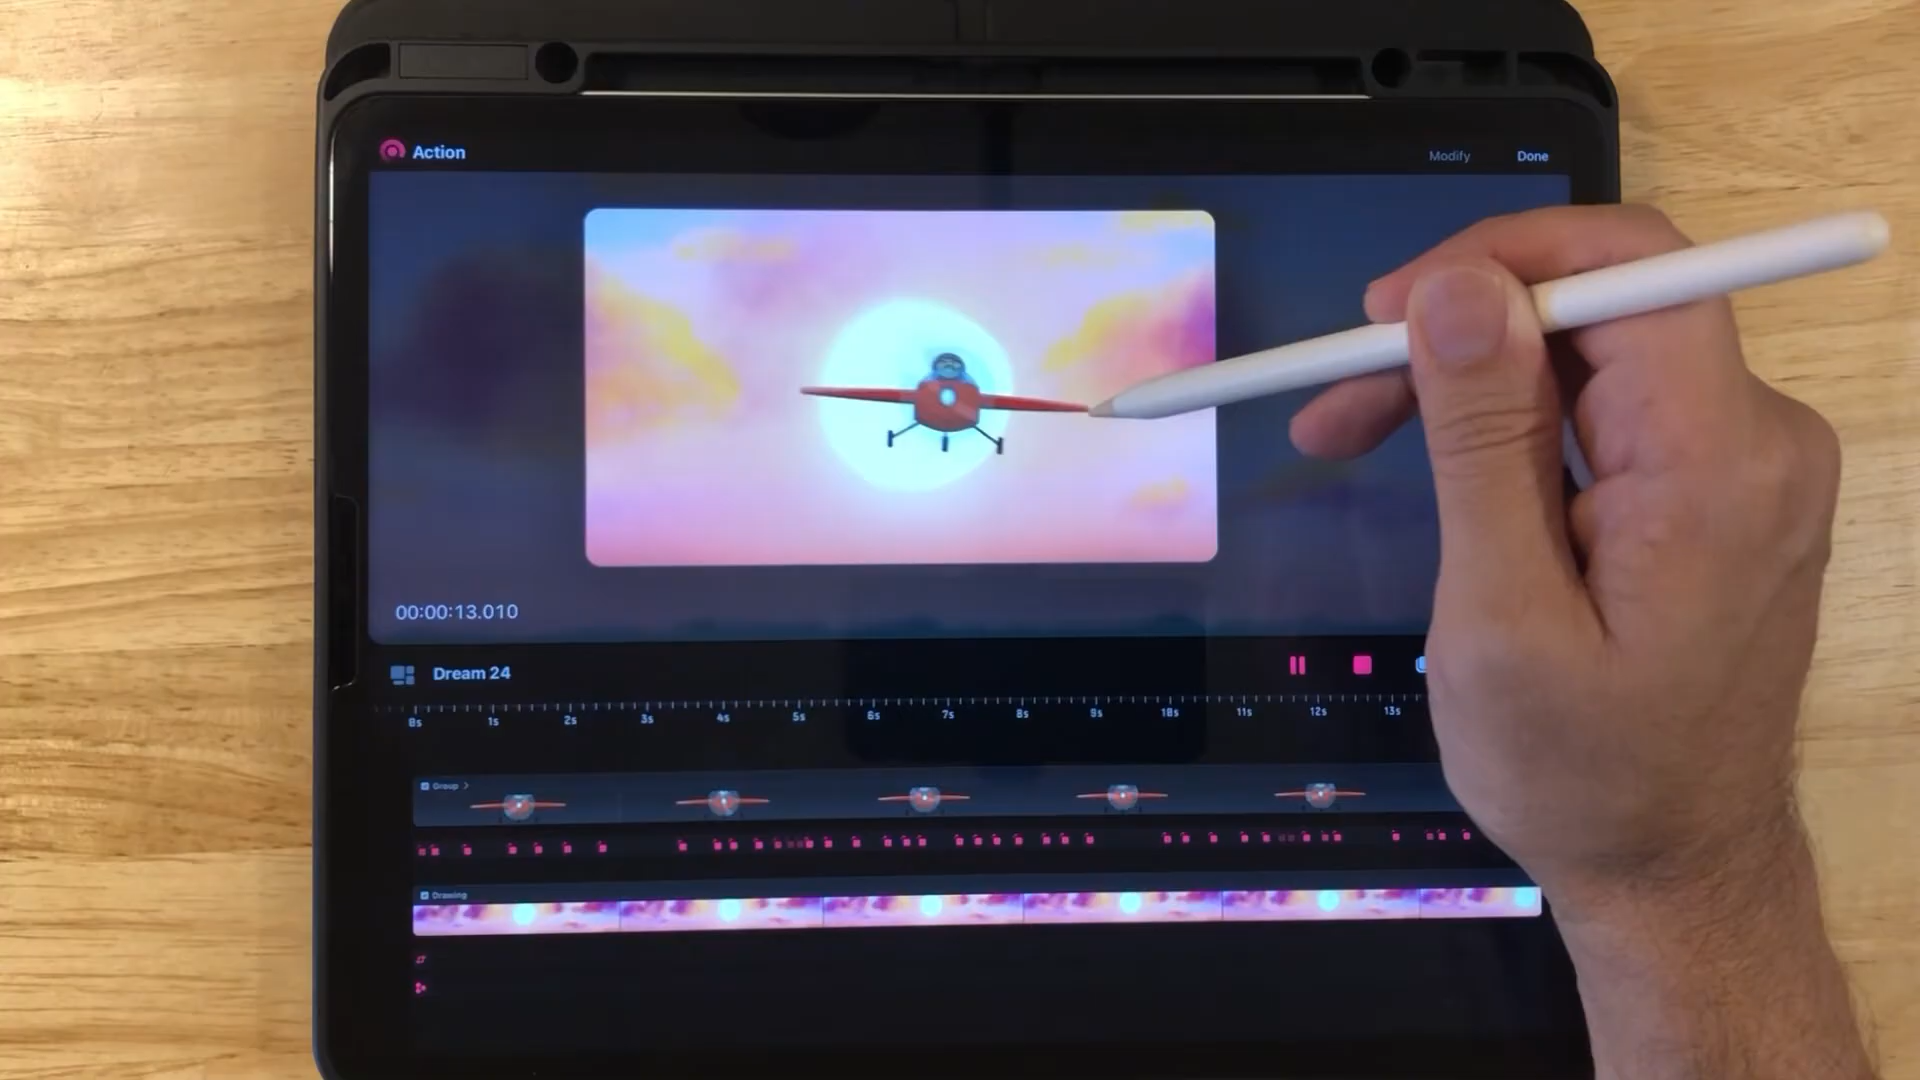 Action
Modify
Done
00:00:13.010
Dream 24
0s 1s 2s 3s 4s 5s 6s 7s 8s 9s 10s 11s 12s 13s
Group
Drawing